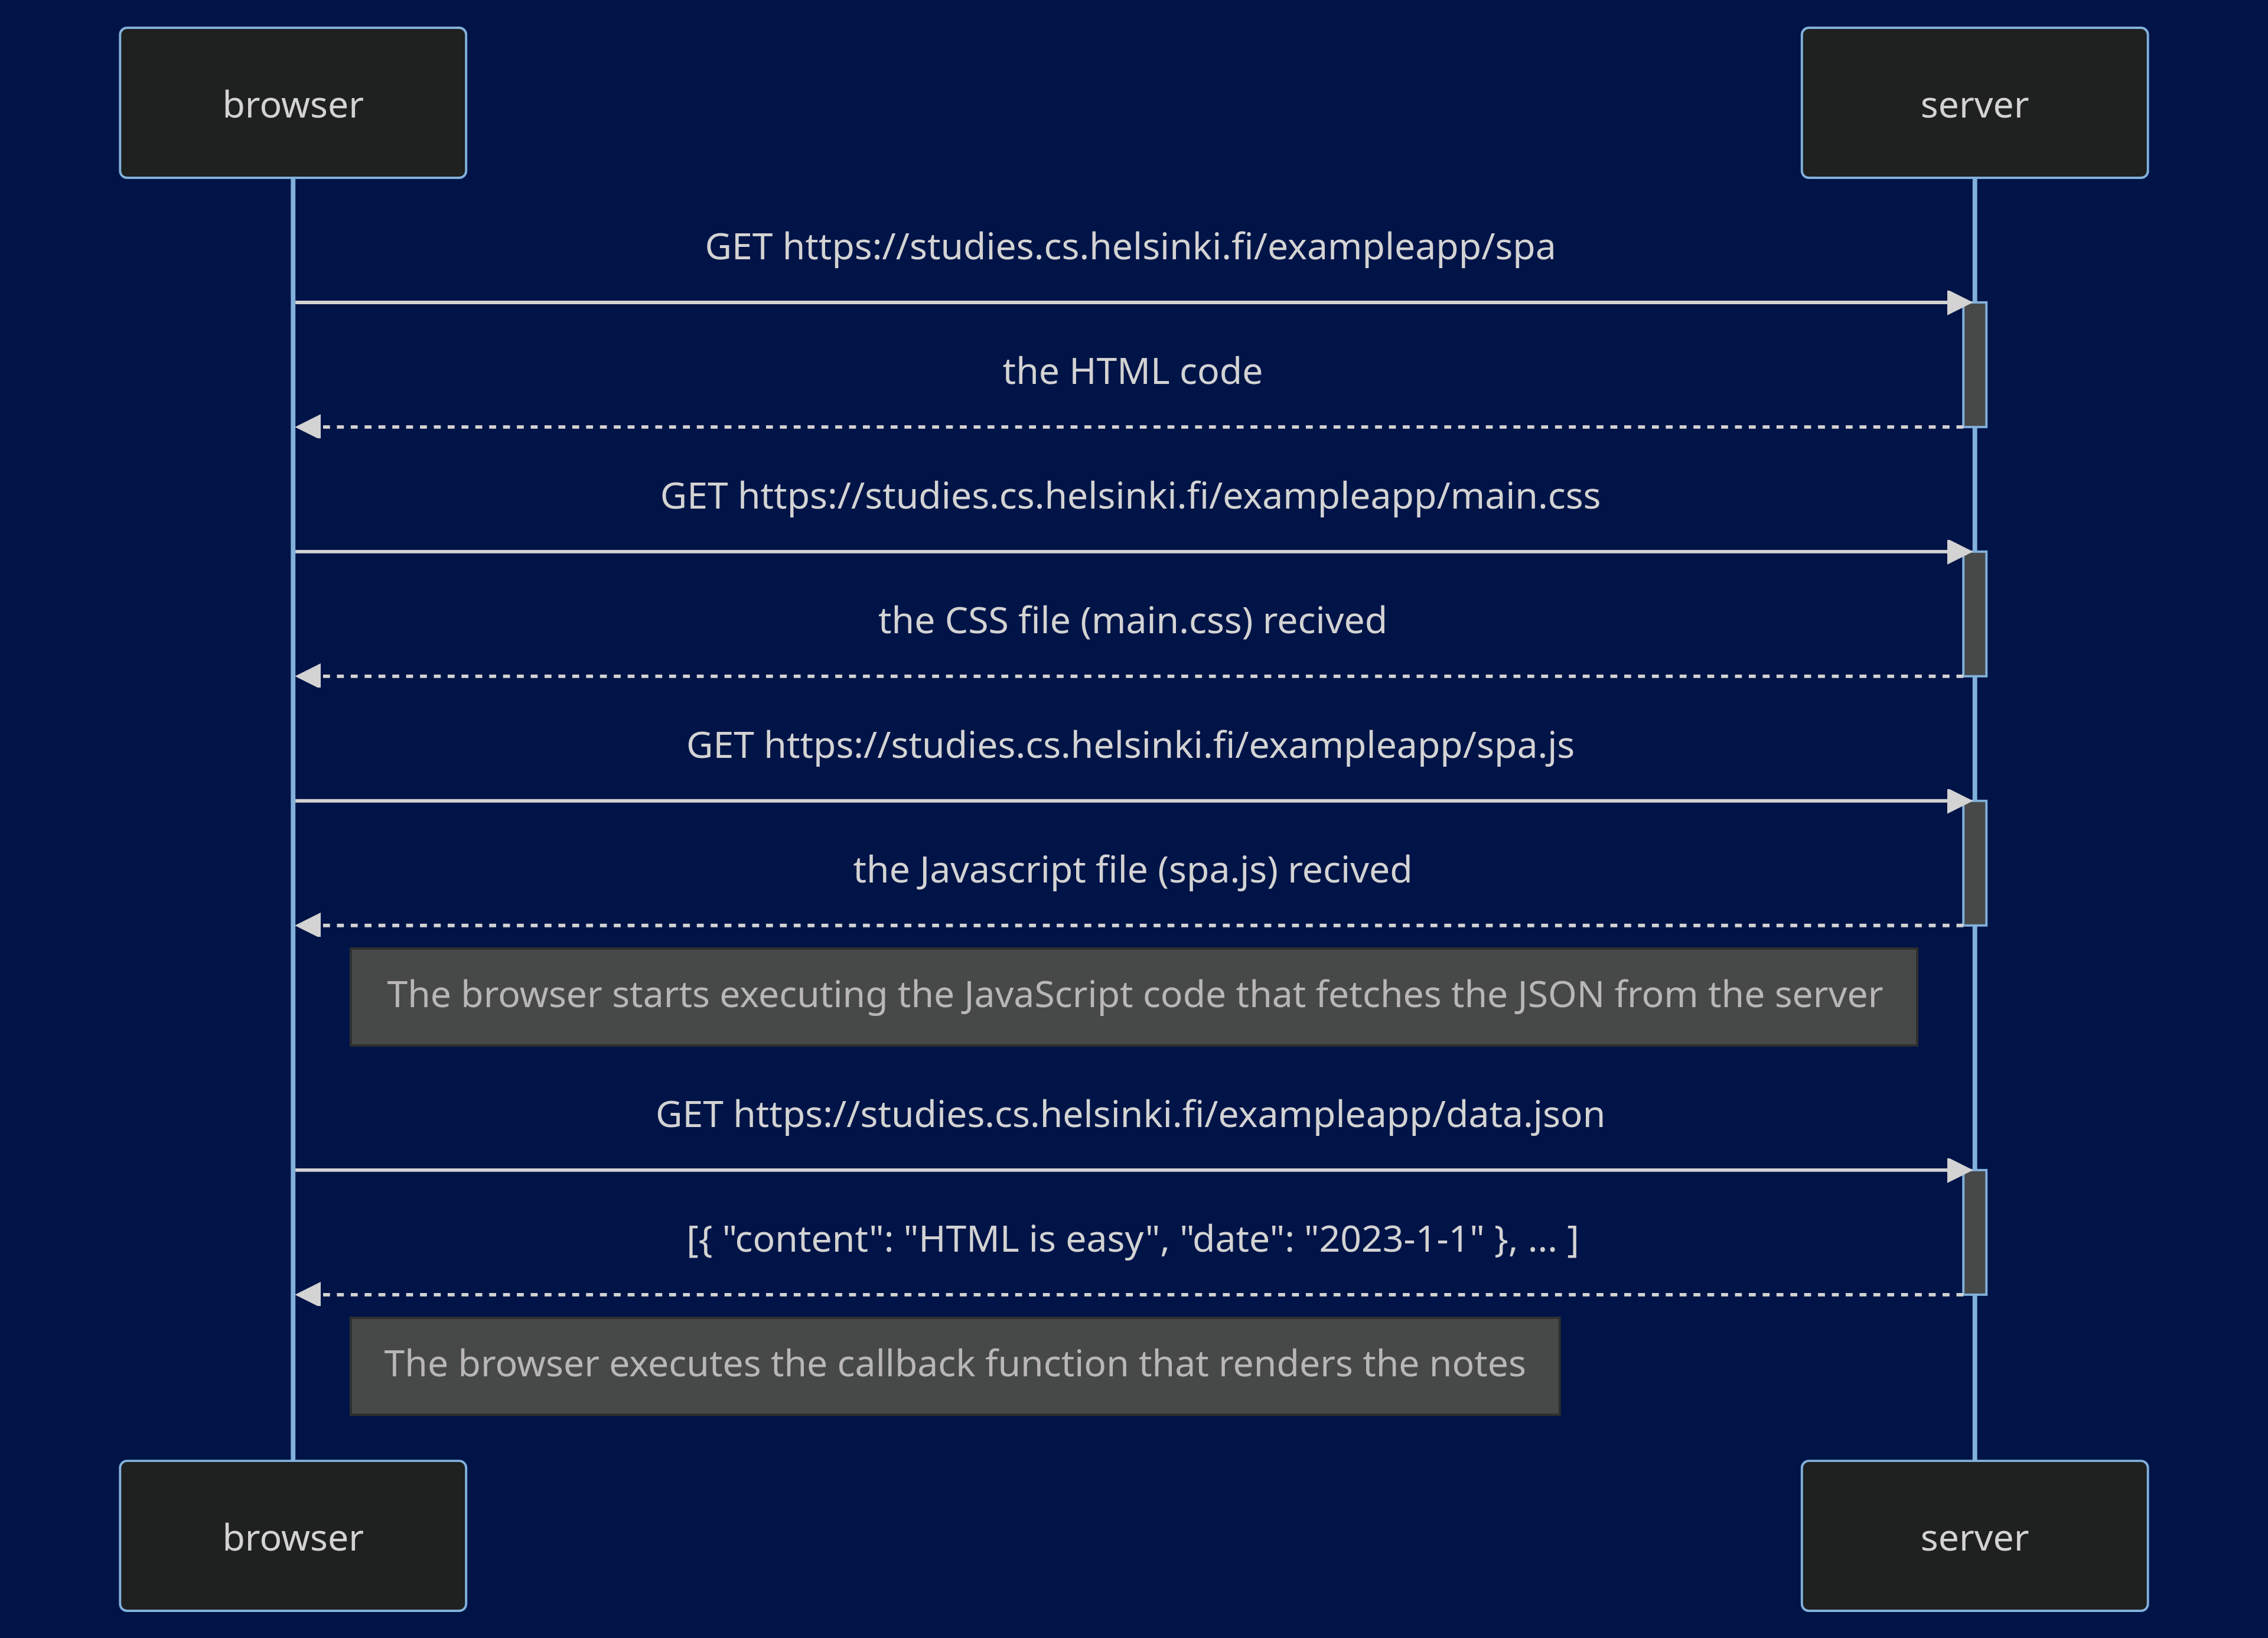 browser
server
GET https://studies.cs.helsinki.fi/exampleapp/spa
the HTML code
GET https://studies.cs.helsinki.fi/exampleapp/main.css
the CSS file (main.css) recived
GET https://studies.cs.helsinki.fi/exampleapp/spa.js
the Javascript file (spa.js) recived
The browser starts executing the JavaScript code that fetches the JSON from the server
GET https://studies.cs.helsinki.fi/exampleapp/data.json
[{ "content": "HTML is easy", "date": "2023-1-1" }, ... ]
The browser executes the callback function that renders the notes
browser
server